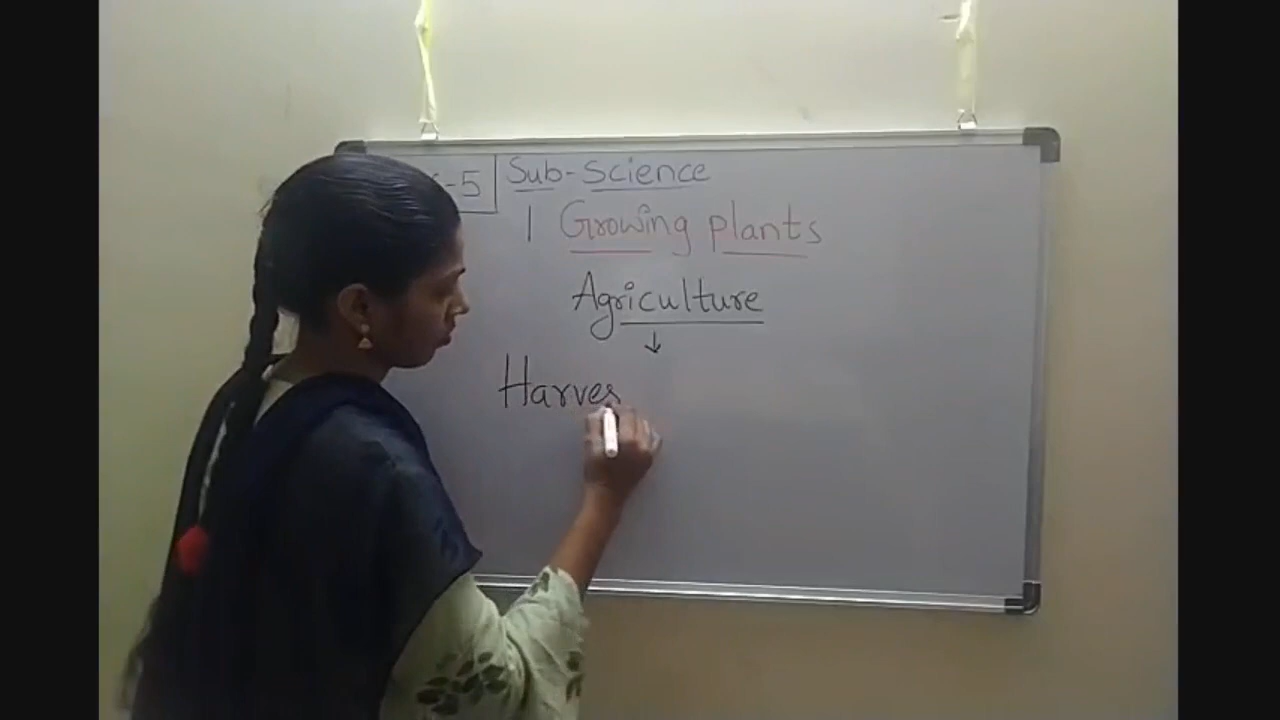 -5
Sub-Science
1 Growing plants
Agriculture
↓
Harves